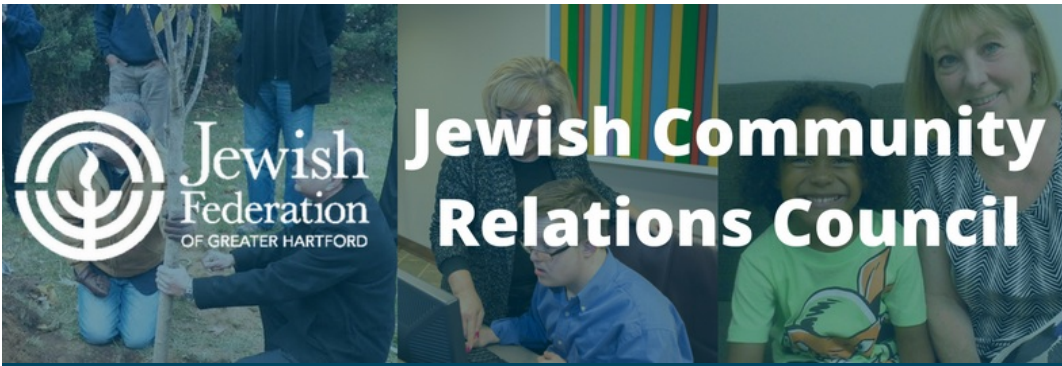 Jewish
Federation
OF GREATER HARTFORD
Jewish Community
Relations Council